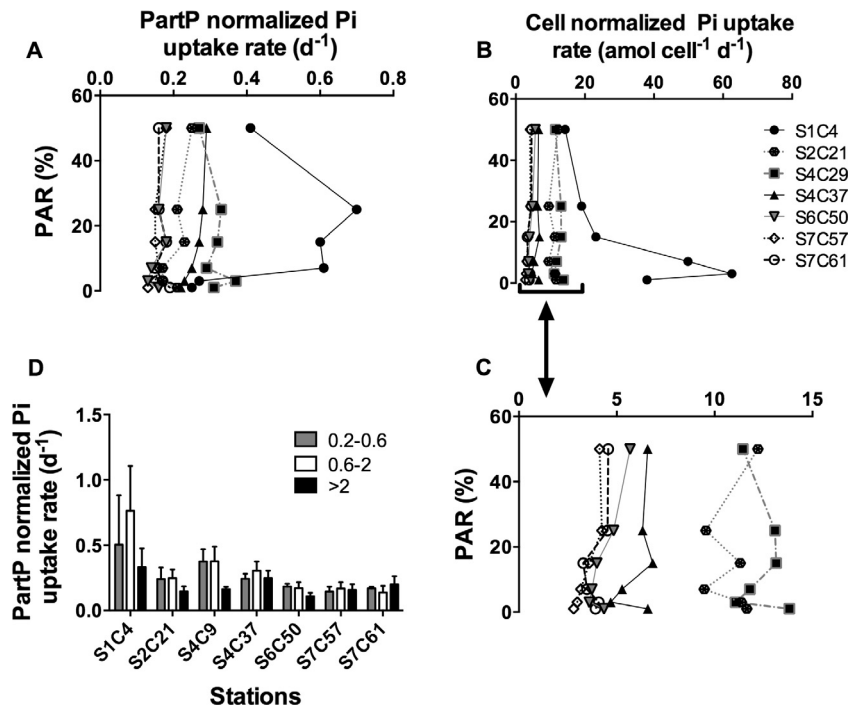 A
PartP normalized Pi
uptake rate (d⁻¹)
0.0 0.2 0.4 0.6 0.8
60
40
20
0
PAR (%)
B
Cell normalized Pi uptake
rate (amol cell⁻¹ d⁻¹)
0 20 40 60 80
60
40
20
0
PAR (%)
S1C4
S2C21
S4C29
S4C37
S6C50
S7C57
S7C61
D
PartP normalized Pi
uptake rate (d⁻¹)
1.5
1.0
0.5
0.0
0.2-0.6
0.6-2
>2
S1C4
S2C21
S4C9
S4C37
S6C50
S7C57
S7C61
Stations
C
0 5 10 15
60
40
20
0
PAR (%)